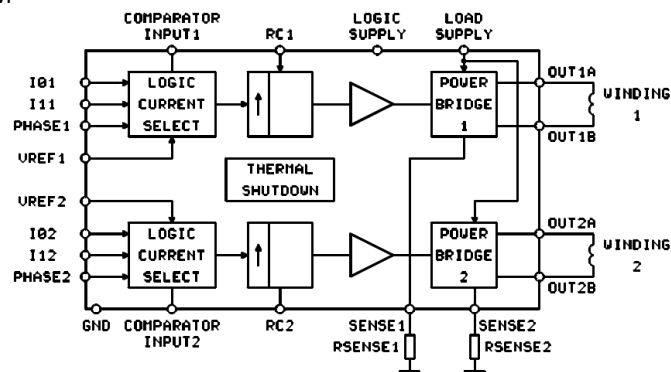 COMPARATOR
INPUT1
RC1
LOGIC
SUPPLY
LOAD
SUPPLY
I01
I11
PHASE1
VREF1
LOGIC
CURRENT
SELECT
POWER
BRIDGE
1
OUT1A
OUT1B
WINDING
1
THERMAL
SHUTDOWN
VREF2
I02
I12
PHASE2
LOGIC
CURRENT
SELECT
POWER
BRIDGE
2
OUT2A
OUT2B
WINDING
2
GND
COMPARATOR
INPUT2
RC2
SENSE1
RSENSE1
SENSE2
RSENSE2